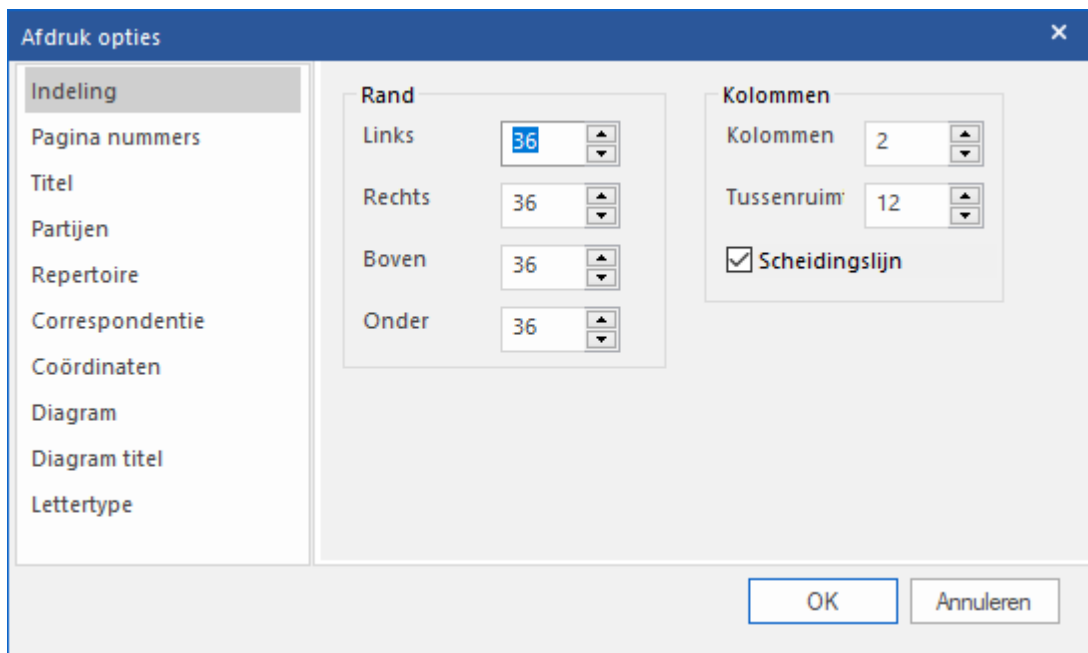 Afdruk opties
Indeling
Pagina nummers
Titel
Partijen
Repertoire
Correspondentie
Coördinaten
Diagram
Diagram titel
Lettertype
Rand
Links 36
Rechts 36
Boven 36
Onder 36
Kolommen
Kolommen 2
Tussenruimt 12
Scheidingslijn
OK Annuleren